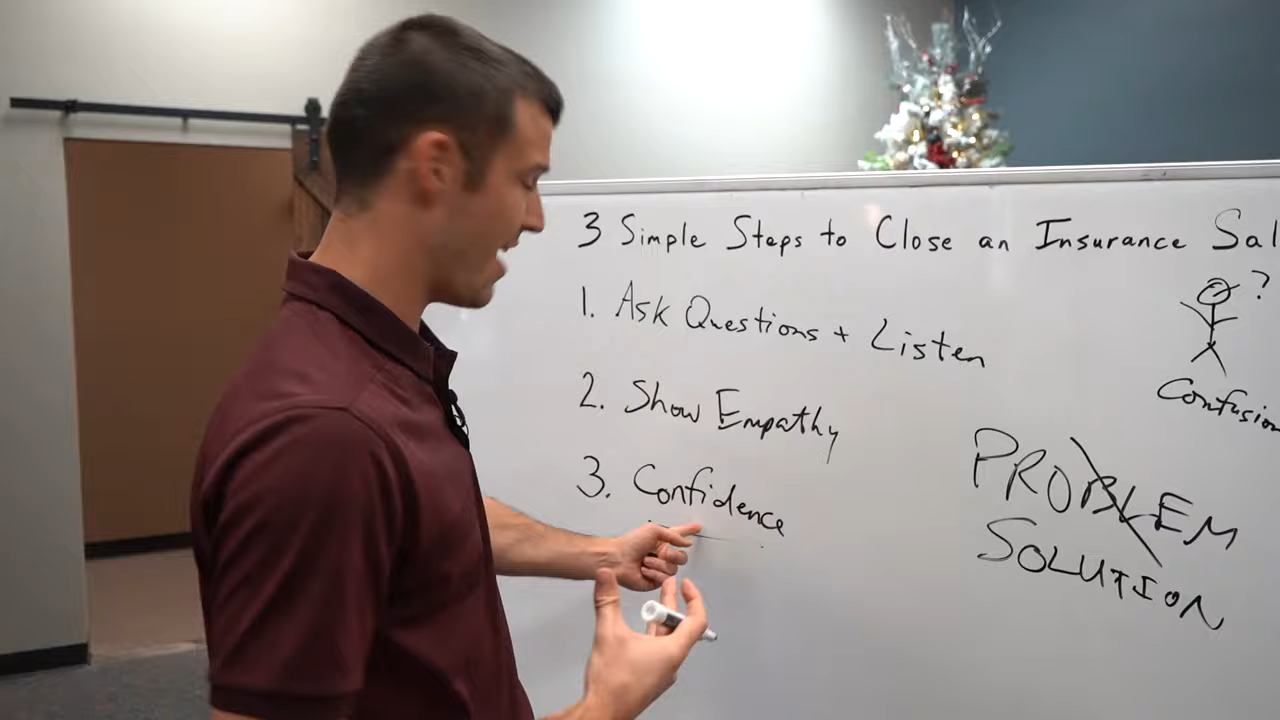 3 Simple Steps to Close an Insurance Sal
1. Ask Questions + Listen
?
Confusion
2. Show Empathy
3. Confidence
PROBLEM
SOLUTION